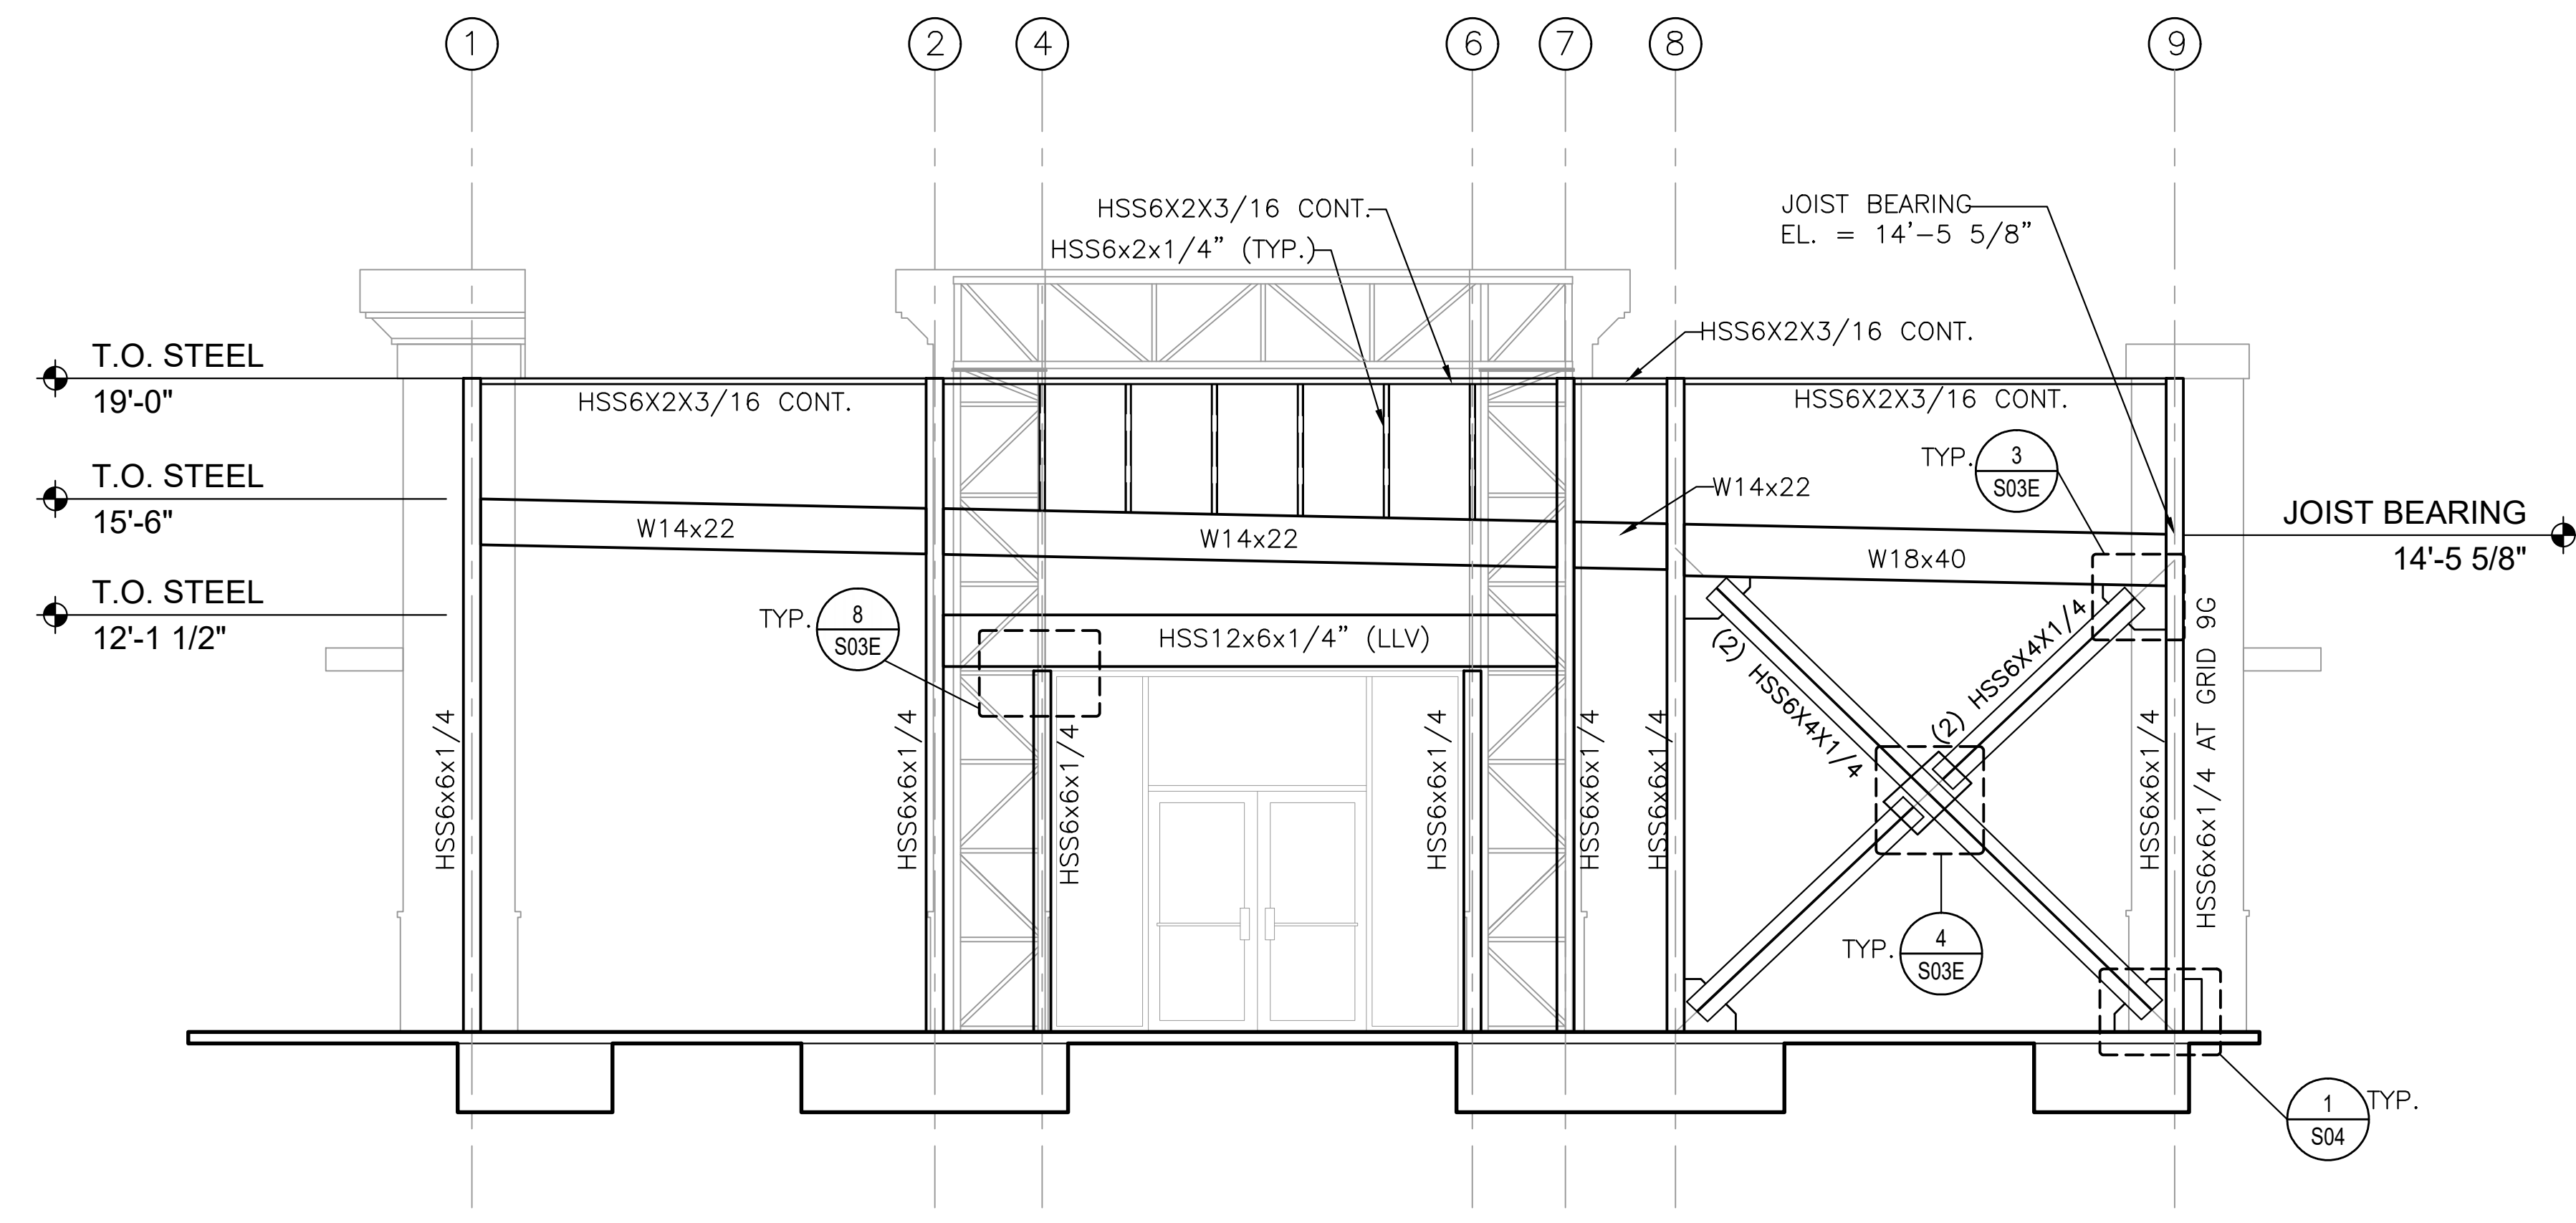 1
2
4
6
7
8
9
HSS6X2X3/16 CONT.
HSS6x2x1/4” (TYP.)
JOIST BEARING
EL. = 14’-5 5/8”
HSS6X2X3/16 CONT.
T.O. STEEL
19'-0"
HSS6X2X3/16 CONT.
HSS6X2X3/16 CONT.
T.O. STEEL
15'-6"
TYP.
3
S03E
W14x22
W14x22
W14x22
W18x40
JOIST BEARING
14'-5 5/8"
T.O. STEEL
12'-1 1/2"
TYP.
8
S03E
HSS12x6x1/4” (LLV)
(2) HSS6X4X1/4
(2) HSS6X4X1/4
HSS6x6x1/4
HSS6x6x1/4
HSS6x6x1/4
HSS6x6x1/4
HSS6x6x1/4
HSS6x6x1/4
HSS6x6x1/4
HSS6x6x1/4 AT GRID 9G
TYP.
4
S03E
1
S04
TYP.